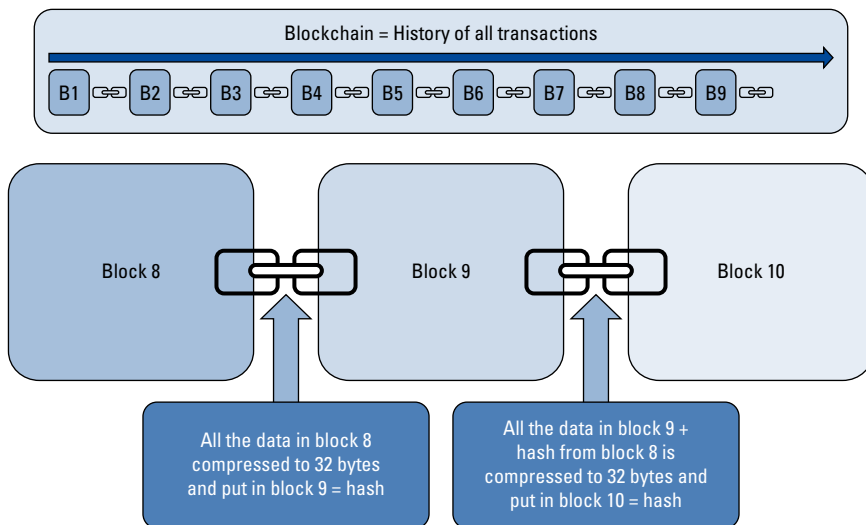 Blockchain = History of all transactions
B1 B2 B3 B4 B5 B6 B7 B8 B9
Block 8
Block 9
Block 10
All the data in block 8
compressed to 32 bytes
and put in block 9 = hash
All the data in block 9 +
hash from block 8 is
compressed to 32 bytes and
put in block 10 = hash